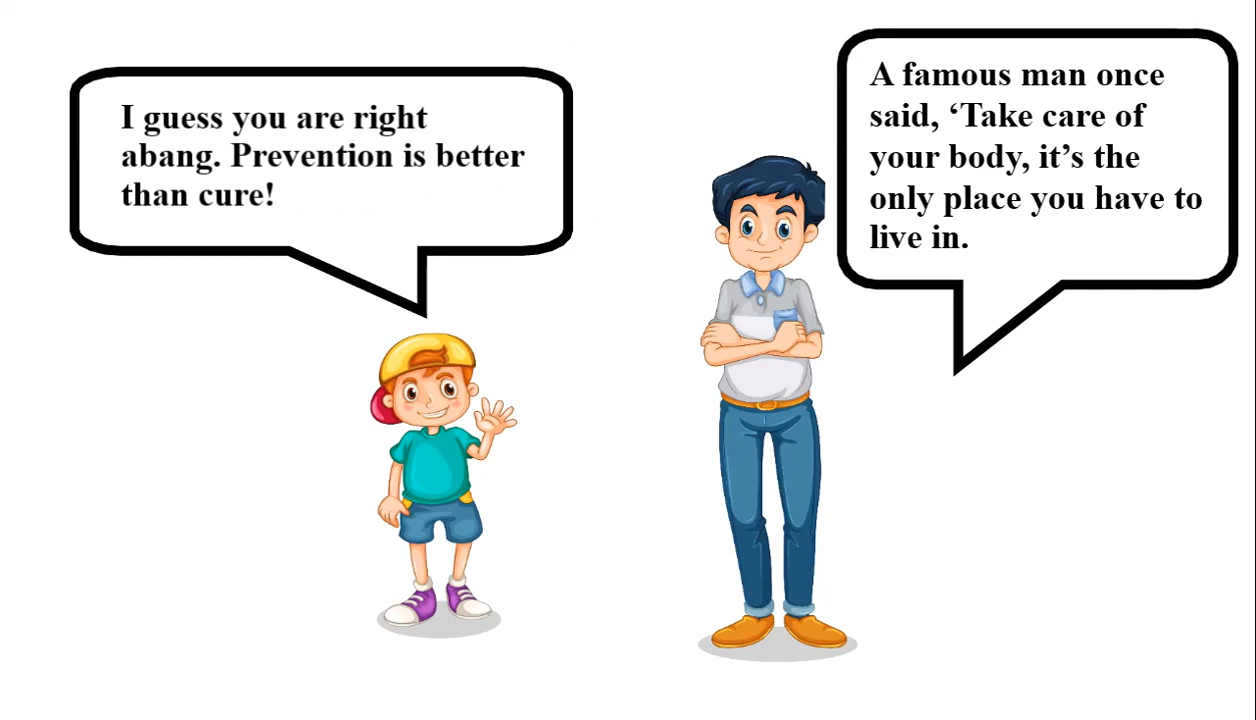 I guess you are right
abang. Prevention is better
than cure!
A famous man once
said, ‘Take care of
your body, it’s the
only place you have to
live in.